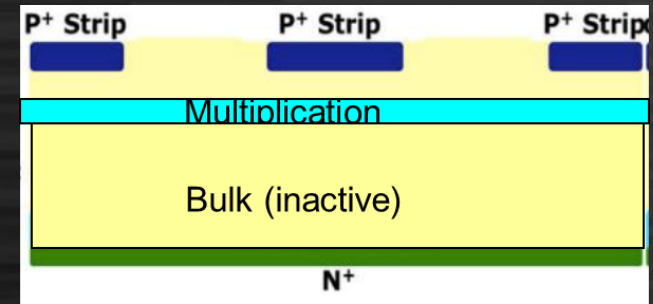 P⁺ Strip P⁺ Strip P⁺ Strip
Multiplication
Bulk (inactive)
N⁺